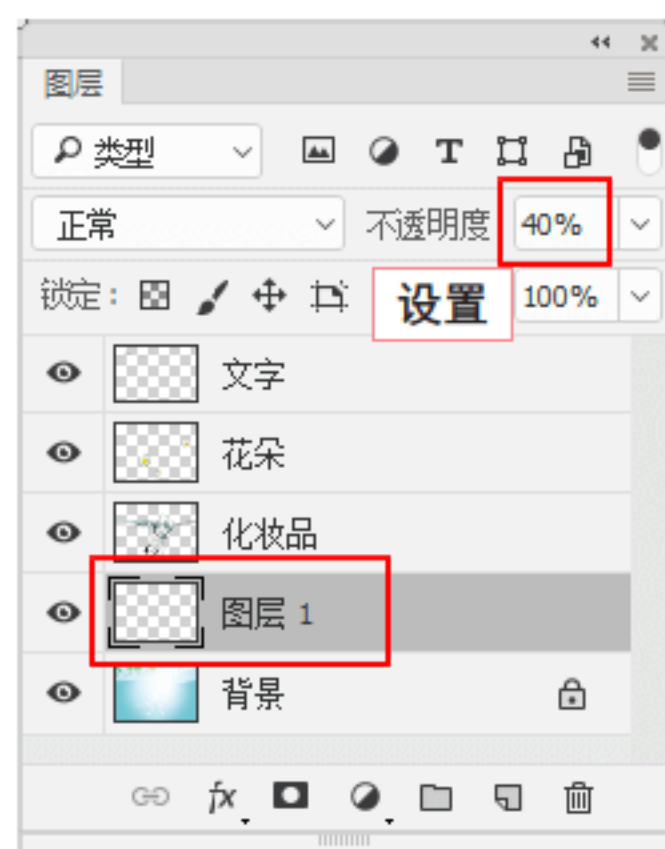 图层
类型
正常 不透明度 40%
锁定: 设置 100%
文字
花朵
化妆品
图层 1
背景
fx